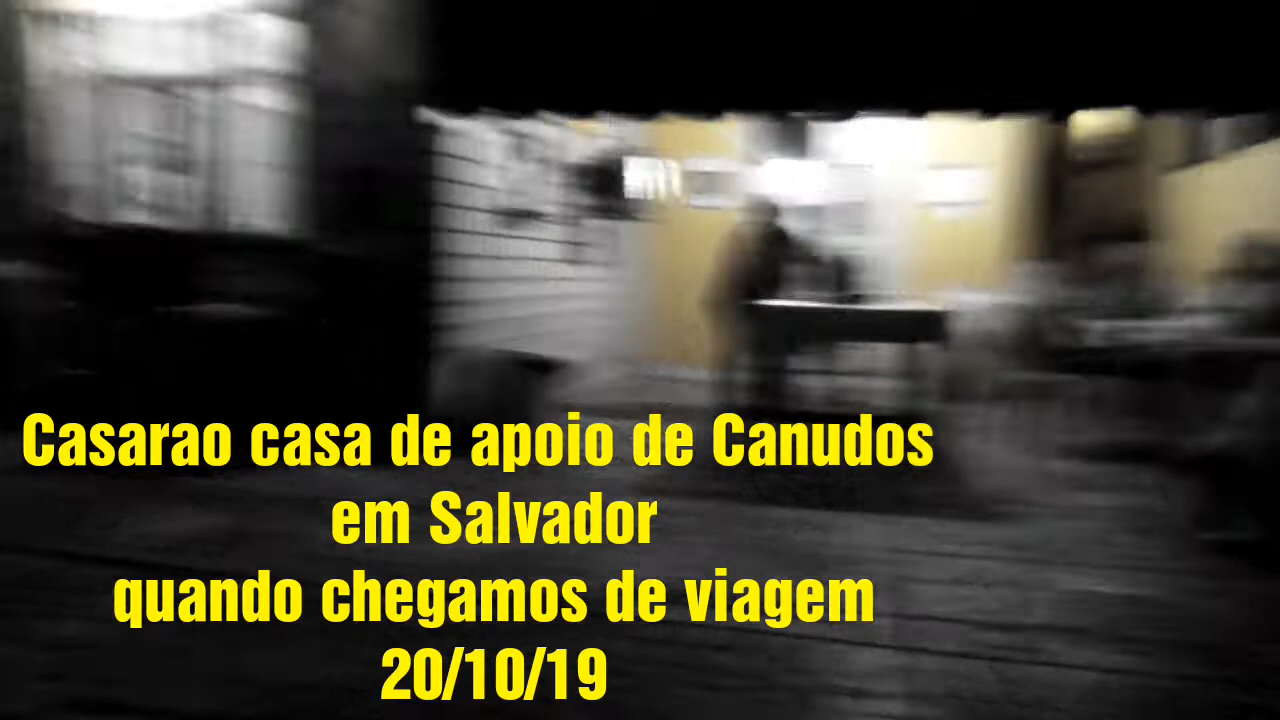 Casarao casa de apoio de Canudos
em Salvador
quando chegamos de viagem
20/10/19